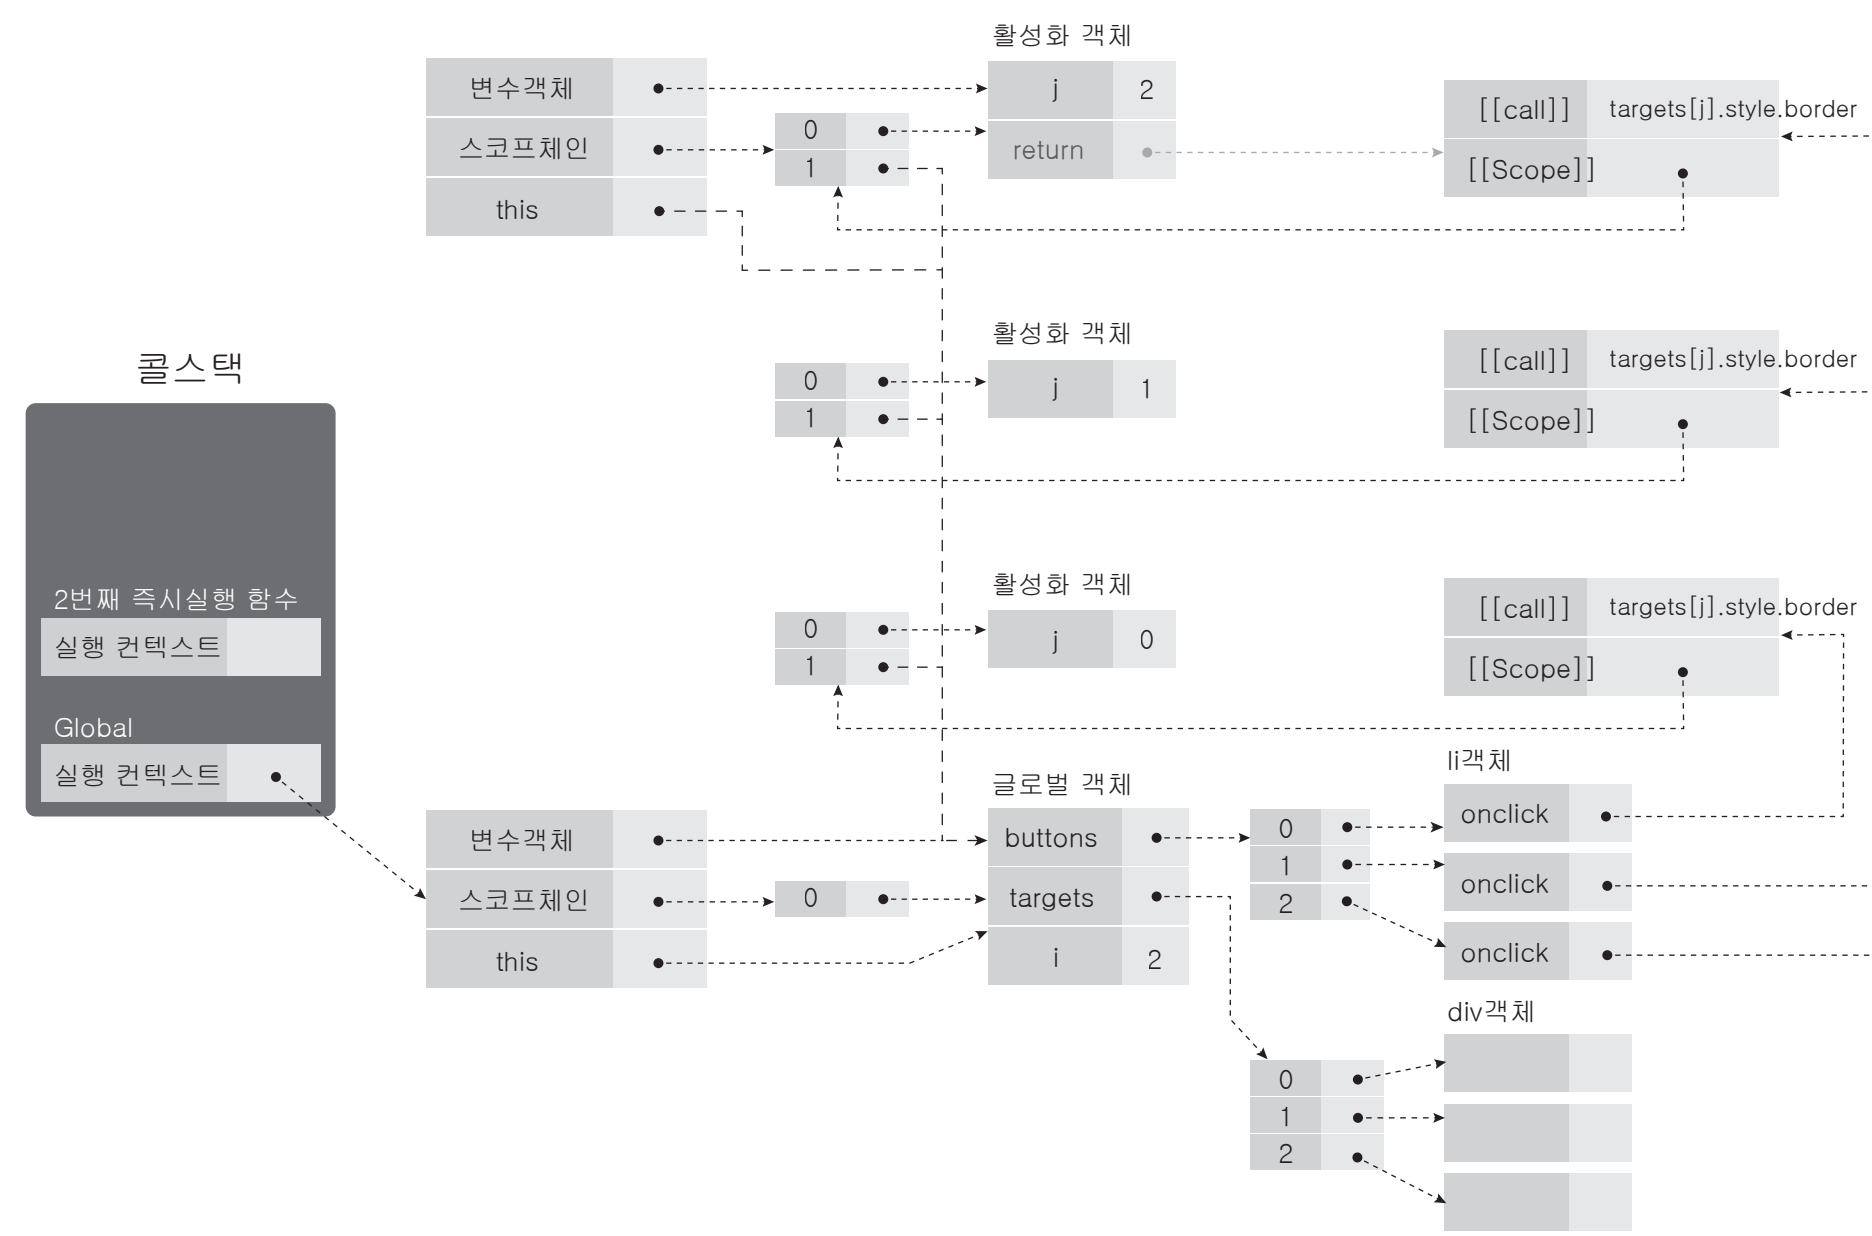 활성화 객체
변수객체
j 2
스코프체인
0
1
return
this
[[call]] targets[j].style.border
[[Scope]]
활성화 객체
0
1
j 1
[[call]] targets[j].style.border
[[Scope]]
콜스택
2번째 즉시실행 함수
실행 컨텍스트
Global
실행 컨텍스트
활성화 객체
0
1
j 0
[[call]] targets[j].style.border
[[Scope]]
변수객체
스코프체인
this
0
글로벌 객체
buttons
targets
i 2
0
1
2
li객체
onclick
onclick
onclick
div객체
0
1
2